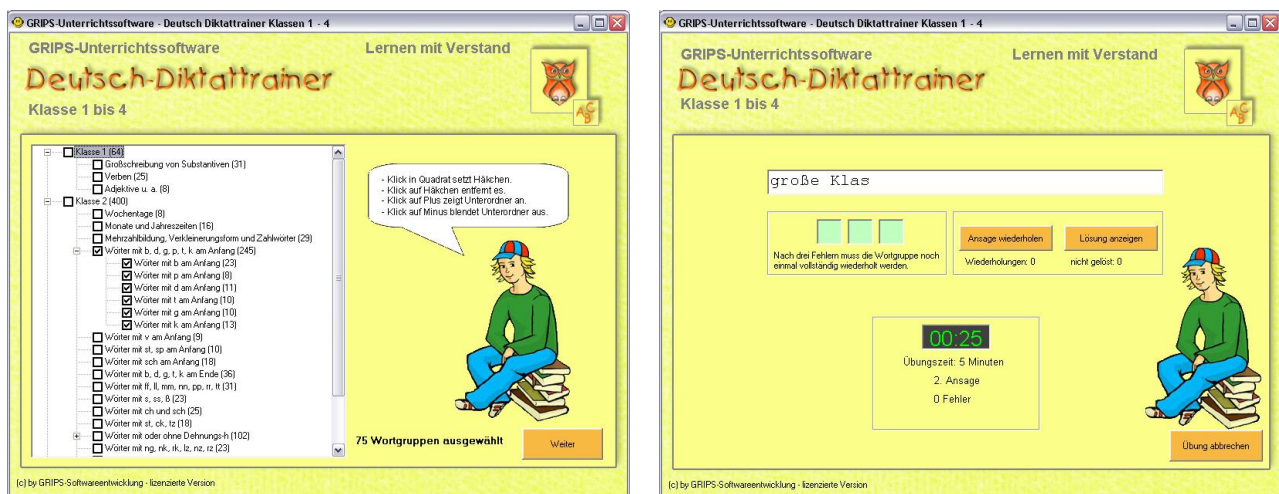 GRIPS-Unterrichtssoftware - Deutsch Diktattrainer Klassen 1 - 4
GRIPS-Unterrichtssoftware
Lernen mit Verstand
Deutsch-Diktattrainer
Klasse 1 bis 4
A
C
B
Klasse 1 (64)
Großschreibung von Substantiven (31)
Verben (25)
Adjektive u. a. (8)
Klasse 2 (400)
Wochentage (8)
Monate und Jahreszeiten (16)
Mehrzahlbildung, Verkleinerungsform und Zahlwörter (29)
Wörter mit b, d, g, p, t, k am Anfang (245)
Wörter mit b am Anfang (23)
Wörter mit p am Anfang (8)
Wörter mit d am Anfang (11)
Wörter mit t am Anfang (10)
Wörter mit g am Anfang (10)
Wörter mit k am Anfang (13)
Wörter mit v am Anfang (9)
Wörter mit st, sp am Anfang (10)
Wörter mit sch am Anfang (18)
Wörter mit b, d, g, t, k am Ende (36)
Wörter mit ff, ll, mm, nn, pp, rr, tt (31)
Wörter mit s, ss, ß (23)
Wörter mit ch und sch (25)
Wörter mit st, ck, tz (18)
Wörter mit oder ohne Dehnungs-h (102)
Wörter mit ng, nk, rk, lz, nz, rz (23)
- Klick in Quadrat setzt Häkchen.
- Klick auf Häkchen entfernt es.
- Klick auf Plus zeigt Unterordner an.
- Klick auf Minus blendet Unterordner aus.
75 Wortgruppen ausgewählt
Weiter
(c) by GRIPS-Softwareentwicklung - lizenzierte Version
GRIPS-Unterrichtssoftware - Deutsch Diktattrainer Klassen 1 - 4
GRIPS-Unterrichtssoftware
Lernen mit Verstand
Deutsch-Diktattrainer
Klasse 1 bis 4
A
C
B
große Klas
Nach drei Fehlern muss die Wortgruppe noch
einmal vollständig wiederholt werden.
Ansage wiederholen
Lösung anzeigen
Wiederholungen: 0
nicht gelöst: 0
00:25
Übungszeit: 5 Minuten
2. Ansage
0 Fehler
Übung abbrechen
(c) by GRIPS-Softwareentwicklung - lizenzierte Version